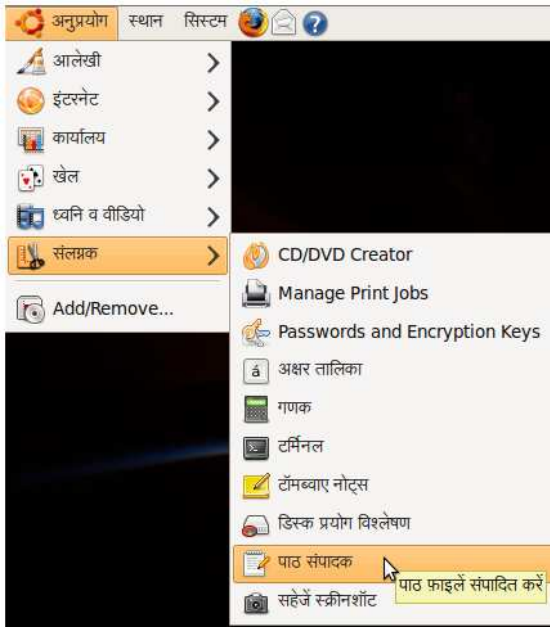 अनुप्रयोग स्थान सिस्टम
आलेखी
इंटरनेट
कार्यालय
खेल
ध्वनि व वीडियो
संलग्नक
Add/Remove...
CD/DVD Creator
Manage Print Jobs
Passwords and Encryption Keys
á अक्षर तालिका
गणक
टर्मिनल
टॉमब्वाए नोट्स
डिस्क प्रयोग विश्लेषण
पाठ संपादक
पाठ फ़ाइलें संपादित करें
सहेजें स्क्रीनशॉट